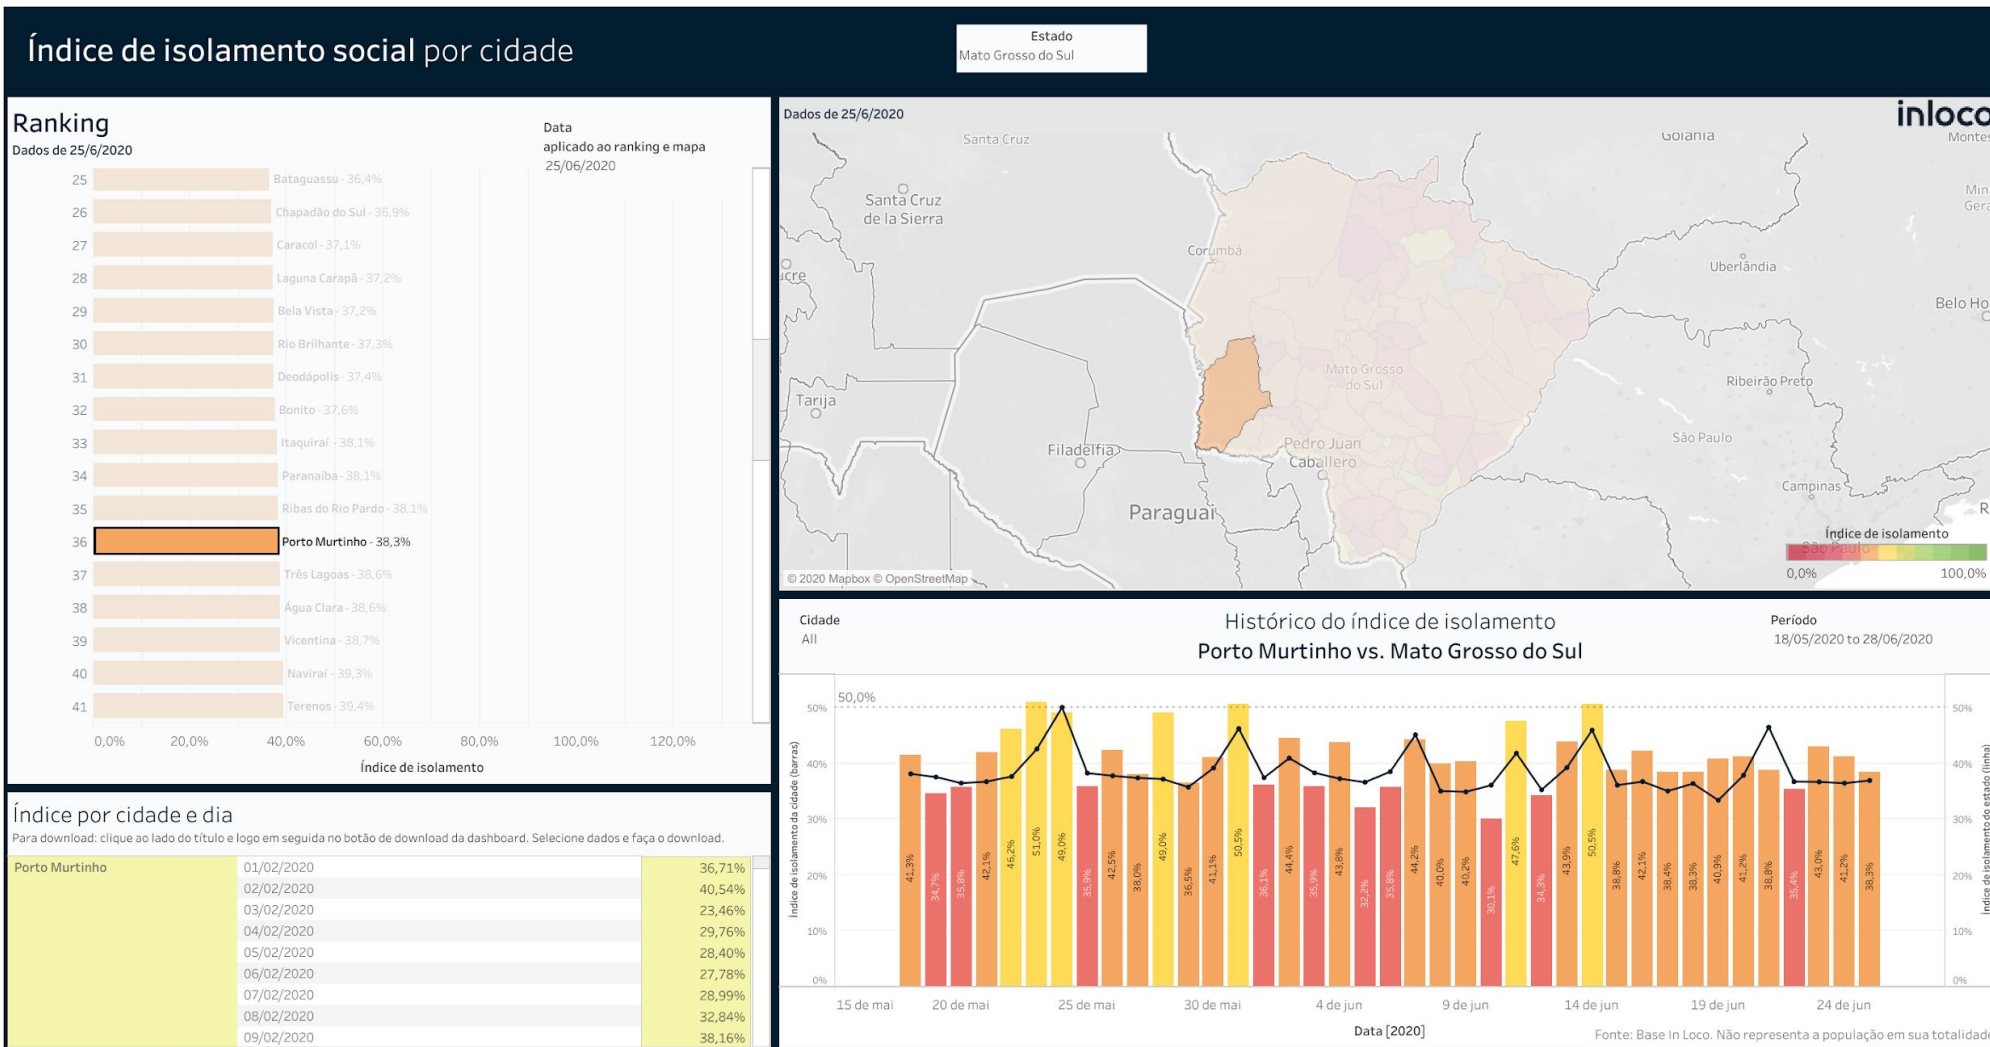 Índice de isolamento social por cidade
Estado
Mato Grosso do Sul
Ranking
Dados de 25/6/2020
Data
aplicado ao ranking e mapa
25/06/2020
25 Bataguassu - 36,4%
26 Chapadão do Sul - 36,9%
27 Caracol - 37,1%
28 Laguna Carapã - 37,2%
29 Bela Vista - 37,2%
30 Rio Brilhante - 37,3%
31 Deodápolis - 37,4%
32 Bonito - 37,6%
33 Itaquiraí - 38,1%
34 Paranaíba - 38,1%
35 Ribas do Rio Pardo - 38,1%
36 Porto Murtinho - 38,3%
37 Três Lagoas - 38,6%
38 Água Clara - 38,6%
39 Vicentina - 38,7%
40 Naviraí - 39,3%
41 Terenos - 39,4%
0,0% 20,0% 40,0% 60,0% 80,0% 100,0% 120,0%
Índice de isolamento
Índice por cidade e dia
Para download: clique ao lado do título e logo em seguida no botão de download da dashboard. Selecione dados e faça o download.
Porto Murtinho 01/02/2020 36,71%
02/02/2020 40,54%
03/02/2020 23,46%
04/02/2020 29,76%
05/02/2020 28,40%
06/02/2020 27,78%
07/02/2020 28,99%
08/02/2020 32,84%
09/02/2020 38,16%
Dados de 25/6/2020
inloco
Santa Cruz
Goiânia
Montes
Santa Cruz
de la Sierra
Min
Gera
Corumbá
ucre
Uberlândia
Belo Ho
Mato Grosso
do Sul
Ribeirão Preto
Tarija
Filadélfia
Pedro Juan
Caballero
São Paulo
Campinas
Paraguai
R
Índice de isolamento
São Paulo
0,0% 100,0%
© 2020 Mapbox © OpenStreetMap
Cidade
All
Histórico do índice de isolamento
Porto Murtinho vs. Mato Grosso do Sul
Período
18/05/2020 to 28/06/2020
50,0%
50% 40% 30% 20% 10% 0%
Índice de isolamento da cidade (barras)
41,3% 34,7% 35,8% 42,1% 46,2% 51,0% 49,0% 35,9% 42,5% 38,0% 49,0% 36,5% 41,1% 50,5% 36,1% 44,4% 35,9% 43,8% 32,2% 35,8% 44,2% 40,0% 40,2% 30,1% 47,6% 34,3% 43,9% 50,5% 38,8% 42,1% 38,4% 38,3% 40,9% 41,2% 38,8% 35,4% 43,0% 41,2% 38,3%
50% 40% 30% 20% 10% 0%
Índice de isolamento do estado (linha)
15 de mai 20 de mai 25 de mai 30 de mai 4 de jun 9 de jun 14 de jun 19 de jun 24 de jun
Data [2020]
Fonte: Base In Loco. Não representa a população em sua totalidade